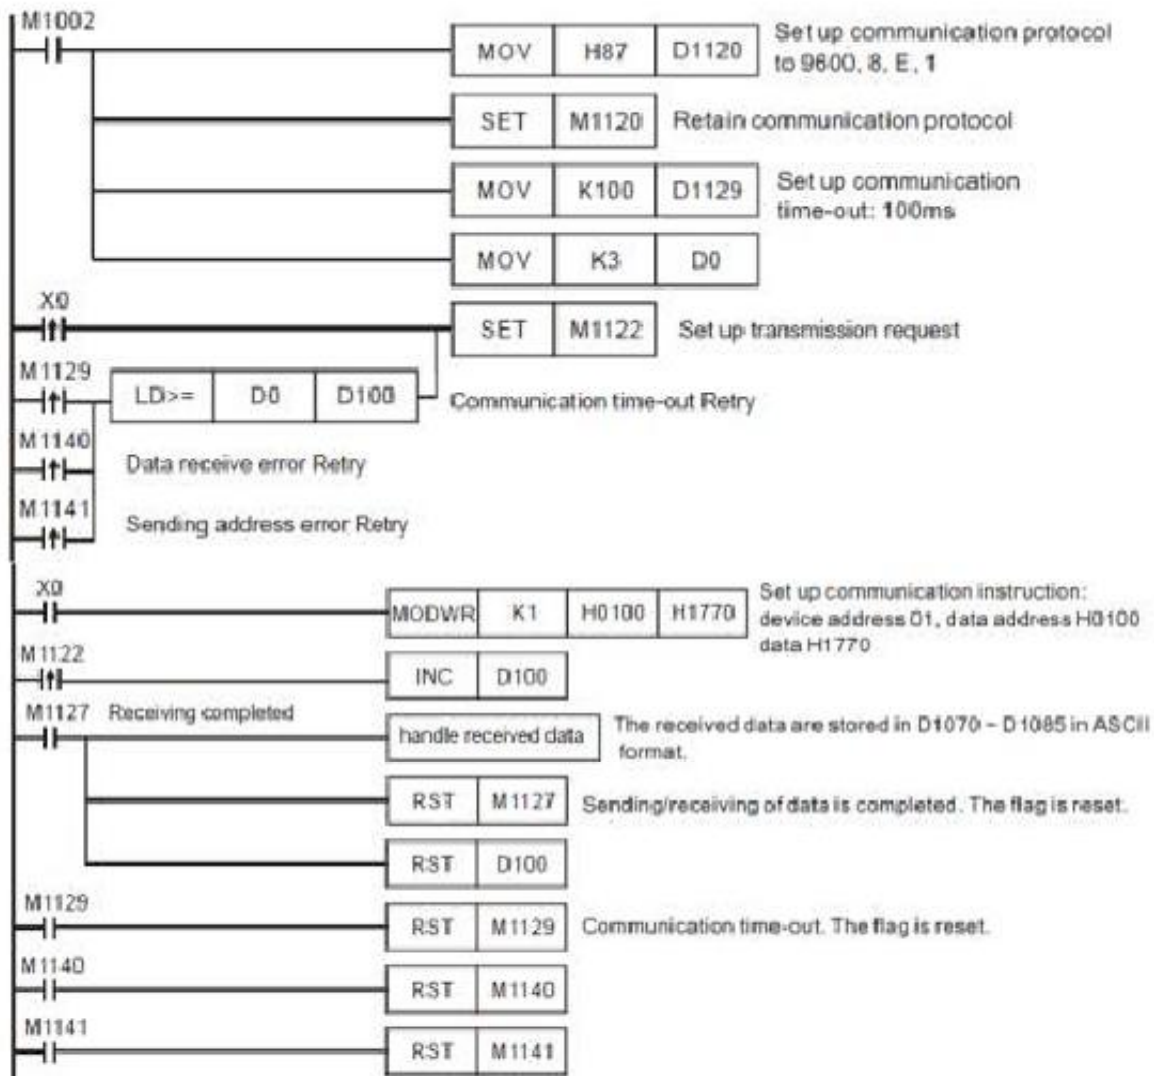 M1002
MOV H87 D1120 Set up communication protocol
to 9600, 8, E, 1
SET M1120 Retain communication protocol
MOV K100 D1129 Set up communication
time-out: 100ms
MOV K3 D0
X0
SET M1122 Set up transmission request
M1129
LD>= D0 D100 Communication time-out Retry
M1140
Data receive error Retry
M1141
Sending address error Retry
X0
MODWR K1 H0100 H1770 Set up communication instruction:
device address 01, data address H0100
data H1770
M1122
INC D100
M1127 Receiving completed
handle received data The received data are stored in D1070 – D1085 in ASCII
format.
RST M1127 Sending/receiving of data is completed. The flag is reset.
RST D100
M1129
RST M1129 Communication time-out. The flag is reset.
M1140
RST M1140
M1141
RST M1141